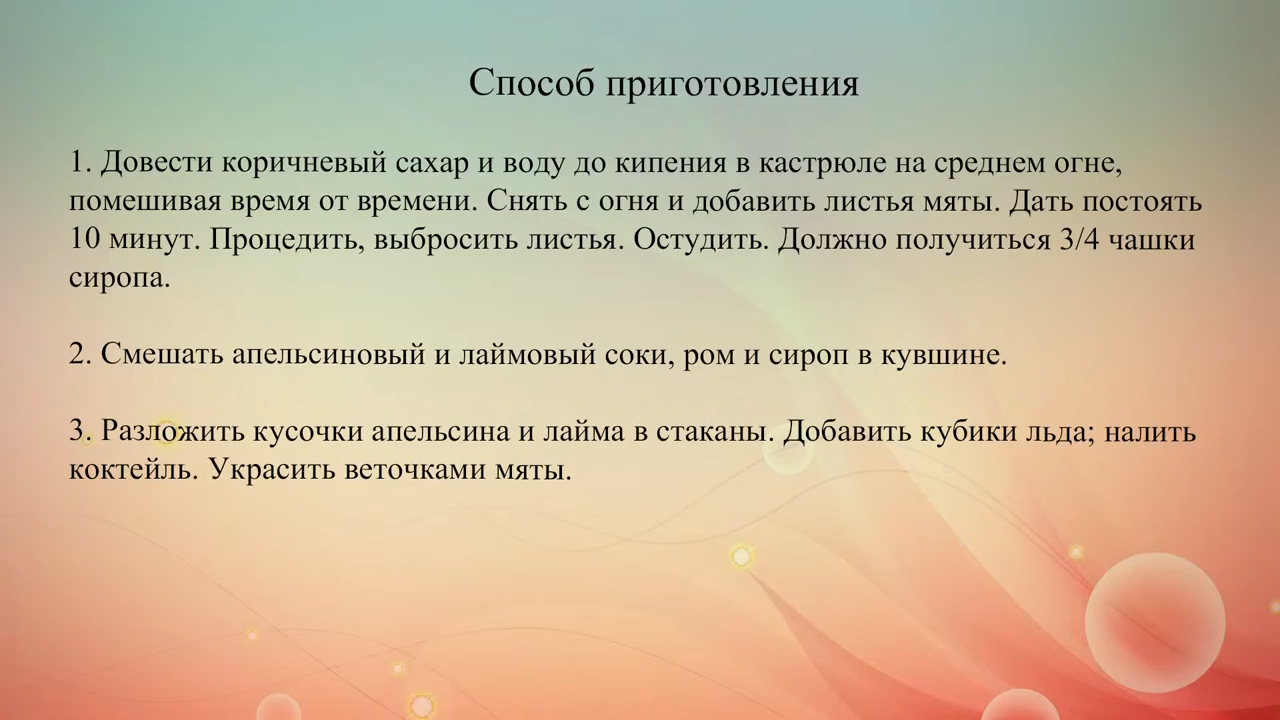 Способ приготовления
1. Довести коричневый сахар и воду до кипения в кастрюле на среднем огне,
помешивая время от времени. Снять с огня и добавить листья мяты. Дать постоять
10 минут. Процедить, выбросить листья. Остудить. Должно получиться 3/4 чашки
сиропа.
2. Смешать апельсиновый и лаймовый соки, ром и сироп в кувшине.
3. Разложить кусочки апельсина и лайма в стаканы. Добавить кубики льда; налить
коктейль. Украсить веточками мяты.